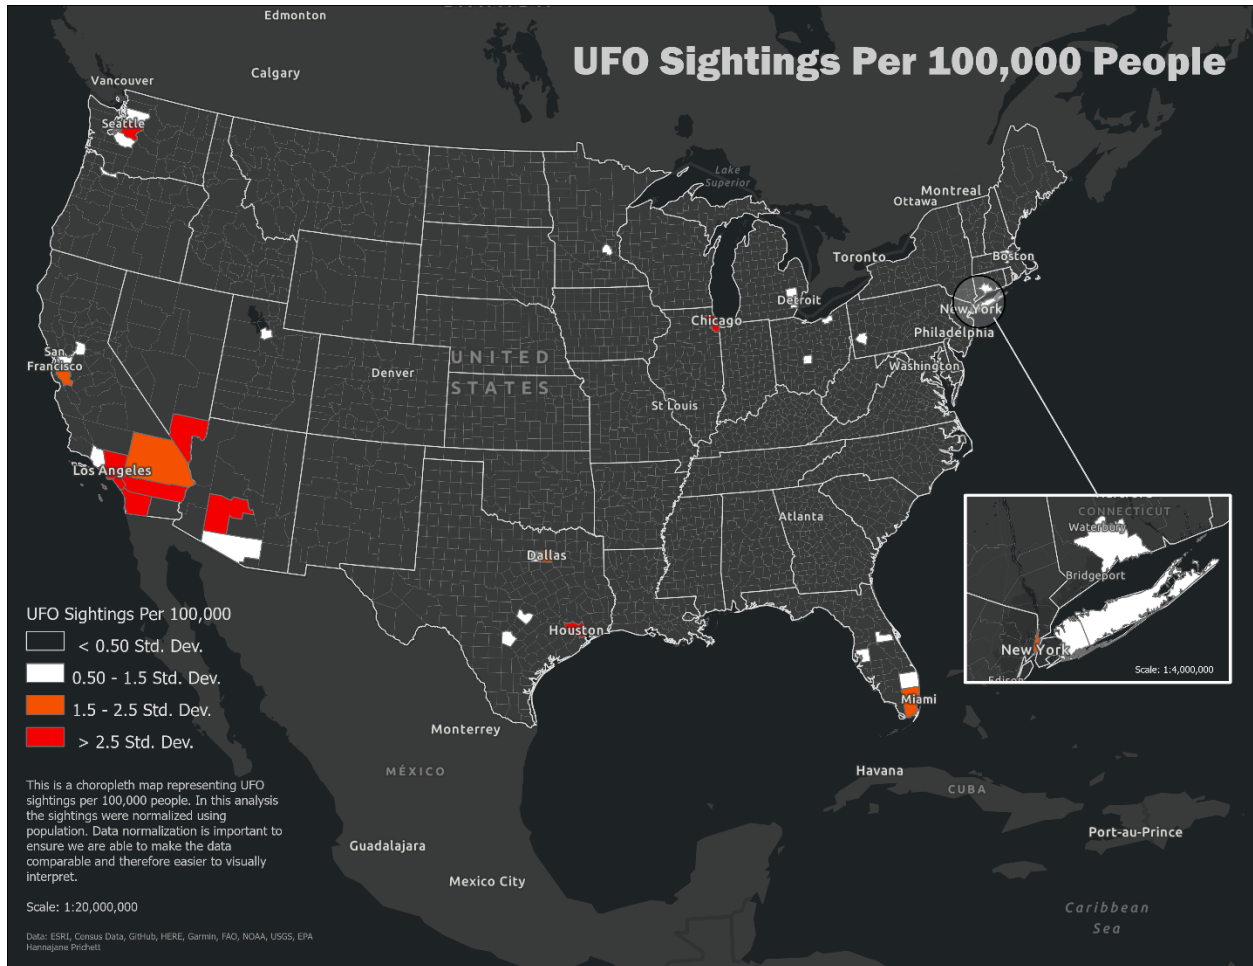 Edmonton
UFO Sightings Per 100,000 People
Calgary
Vancouver
Seattle
Lake
Superior
Montreal
Ottawa
Toronto
Boston
Detroit
New York
Chicago
Philadelphia
San
Francisco
UNITED
STATES
Denver
Washington
St Louis
Los Angeles
Atlanta
Dallas
Houston
CONNECTICUT
Waterbury
Bridgeport
New York
Edison
Scale: 1:4,000,000
Miami
Monterrey
MÉXICO
Havana
CUBA
Port-au-Prince
Guadalajara
Mexico City
Caribbean
Sea
UFO Sightings Per 100,000
< 0.50 Std. Dev.
0.50 - 1.5 Std. Dev.
1.5 - 2.5 Std. Dev.
> 2.5 Std. Dev.
This is a choropleth map representing UFO
sightings per 100,000 people. In this analysis
the sightings were normalized using
population. Data normalization is important to
ensure we are able to make the data
comparable and therefore easier to visually
interpret.
Scale: 1:20,000,000
Data: ESRI, Census Data, GitHub, HERE, Garmin, FAO, NOAA, USGS, EPA
Hannajane Prichett